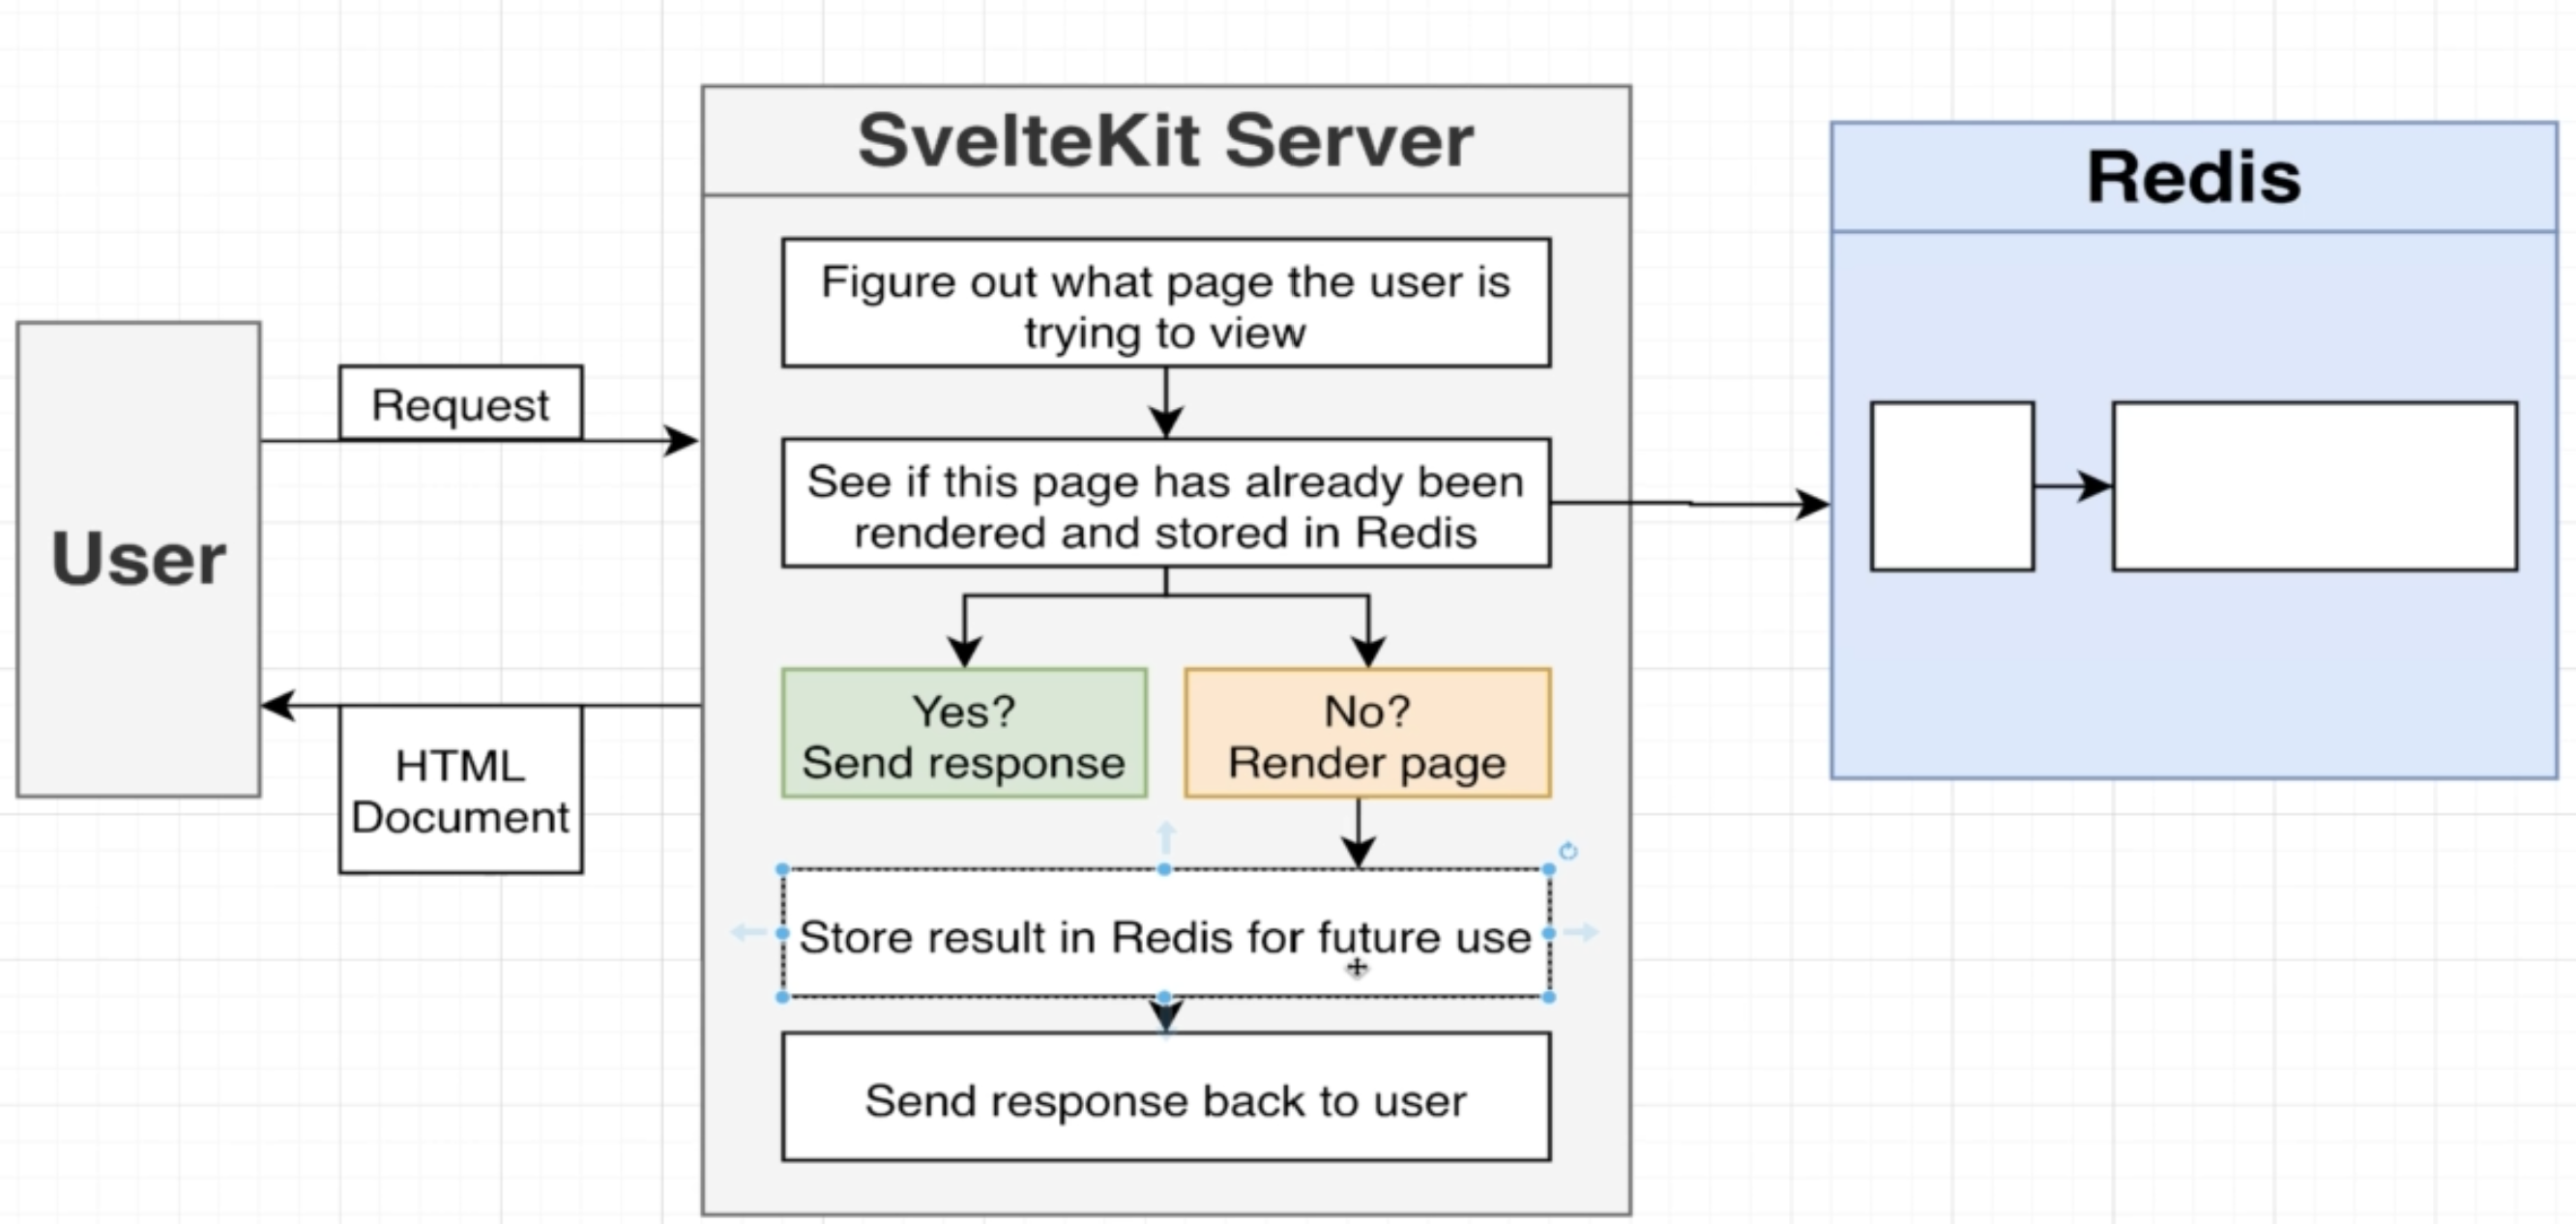 SvelteKit Server
Redis
Figure out what page the user is
trying to view
Request
See if this page has already been
rendered and stored in Redis
User
Yes?
Send response
No?
Render page
HTML
Document
Store result in Redis for future use
Send response back to user